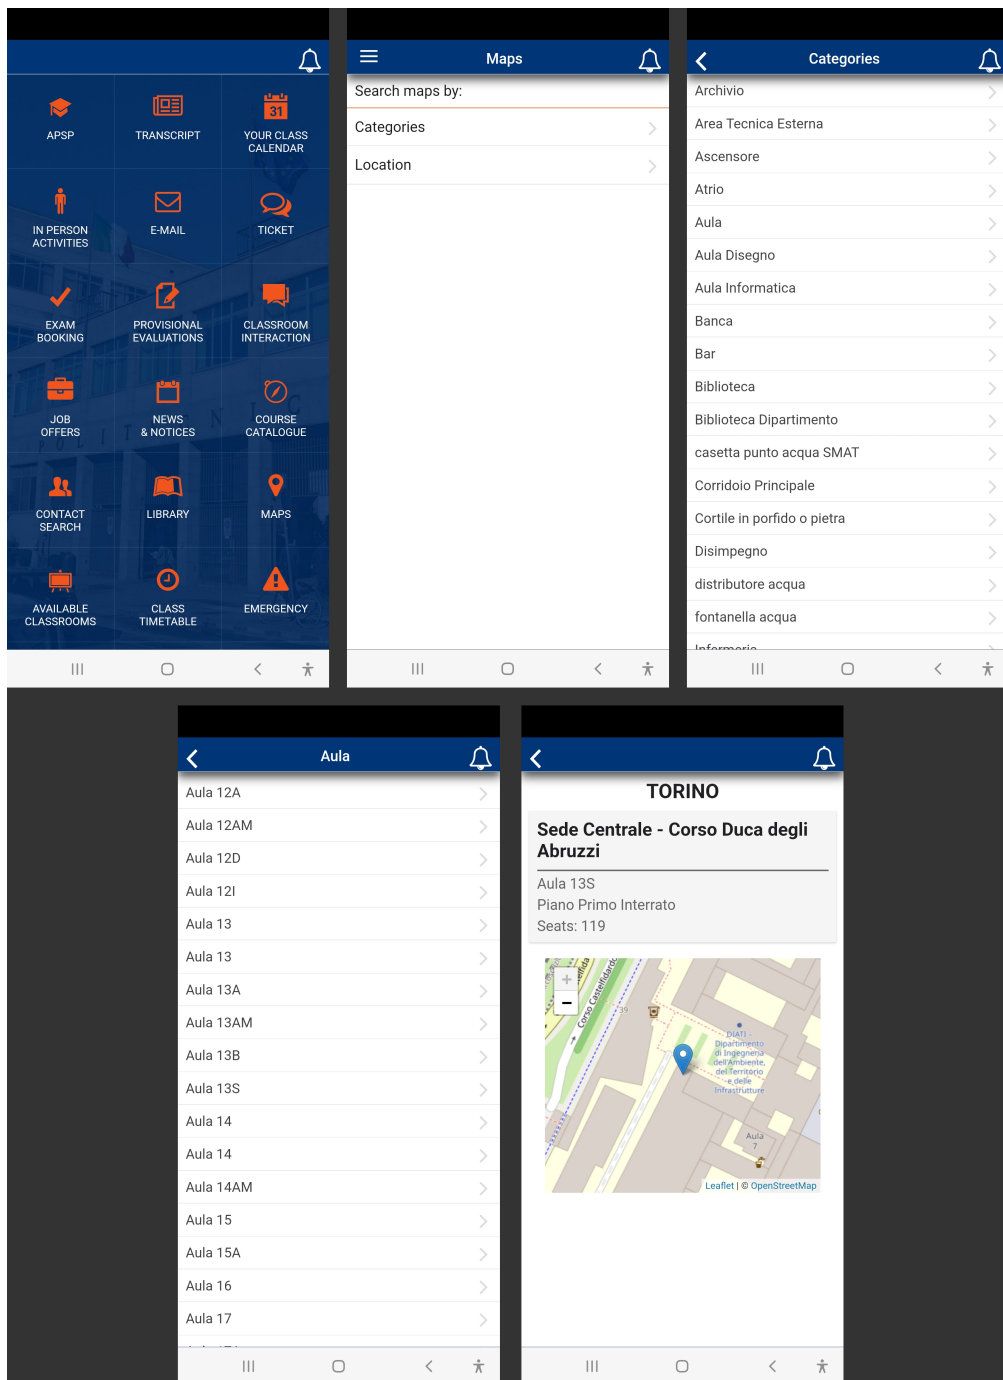 APSP
TRANSCRIPT
31
YOUR CLASS
CALENDAR
IN PERSON
ACTIVITIES
E-MAIL
TICKET
EXAM
BOOKING
PROVISIONAL
EVALUATIONS
CLASSROOM
INTERACTION
JOB
OFFERS
NEWS
& NOTICES
COURSE
CATALOGUE
CONTACT
SEARCH
LIBRARY
MAPS
AVAILABLE
CLASSROOMS
CLASS
TIMETABLE
EMERGENCY
Maps
Search maps by:
Categories
Location
Categories
Archivio
Area Tecnica Esterna
Ascensore
Atrio
Aula
Aula Disegno
Aula Informatica
Banca
Bar
Biblioteca
Biblioteca Dipartimento
casetta punto acqua SMAT
Corridoio Principale
Cortile in porfido o pietra
Disimpegno
distributore acqua
fontanella acqua
Infermeria
Aula
Aula 12A
Aula 12AM
Aula 12D
Aula 12I
Aula 13
Aula 13
Aula 13A
Aula 13AM
Aula 13B
Aula 13S
Aula 14
Aula 14
Aula 14AM
Aula 15
Aula 15A
Aula 16
Aula 17
TORINO
Sede Centrale - Corso Duca degli
Abruzzi
Aula 13S
Piano Primo Interrato
Seats: 119
Corso Castelfidardo
39
DIATI -
Dipartimento
di Ingegneria
dell'Ambiente,
del Territorio
e delle
Infrastrutture
Aula
7
Leaflet | © OpenStreetMap